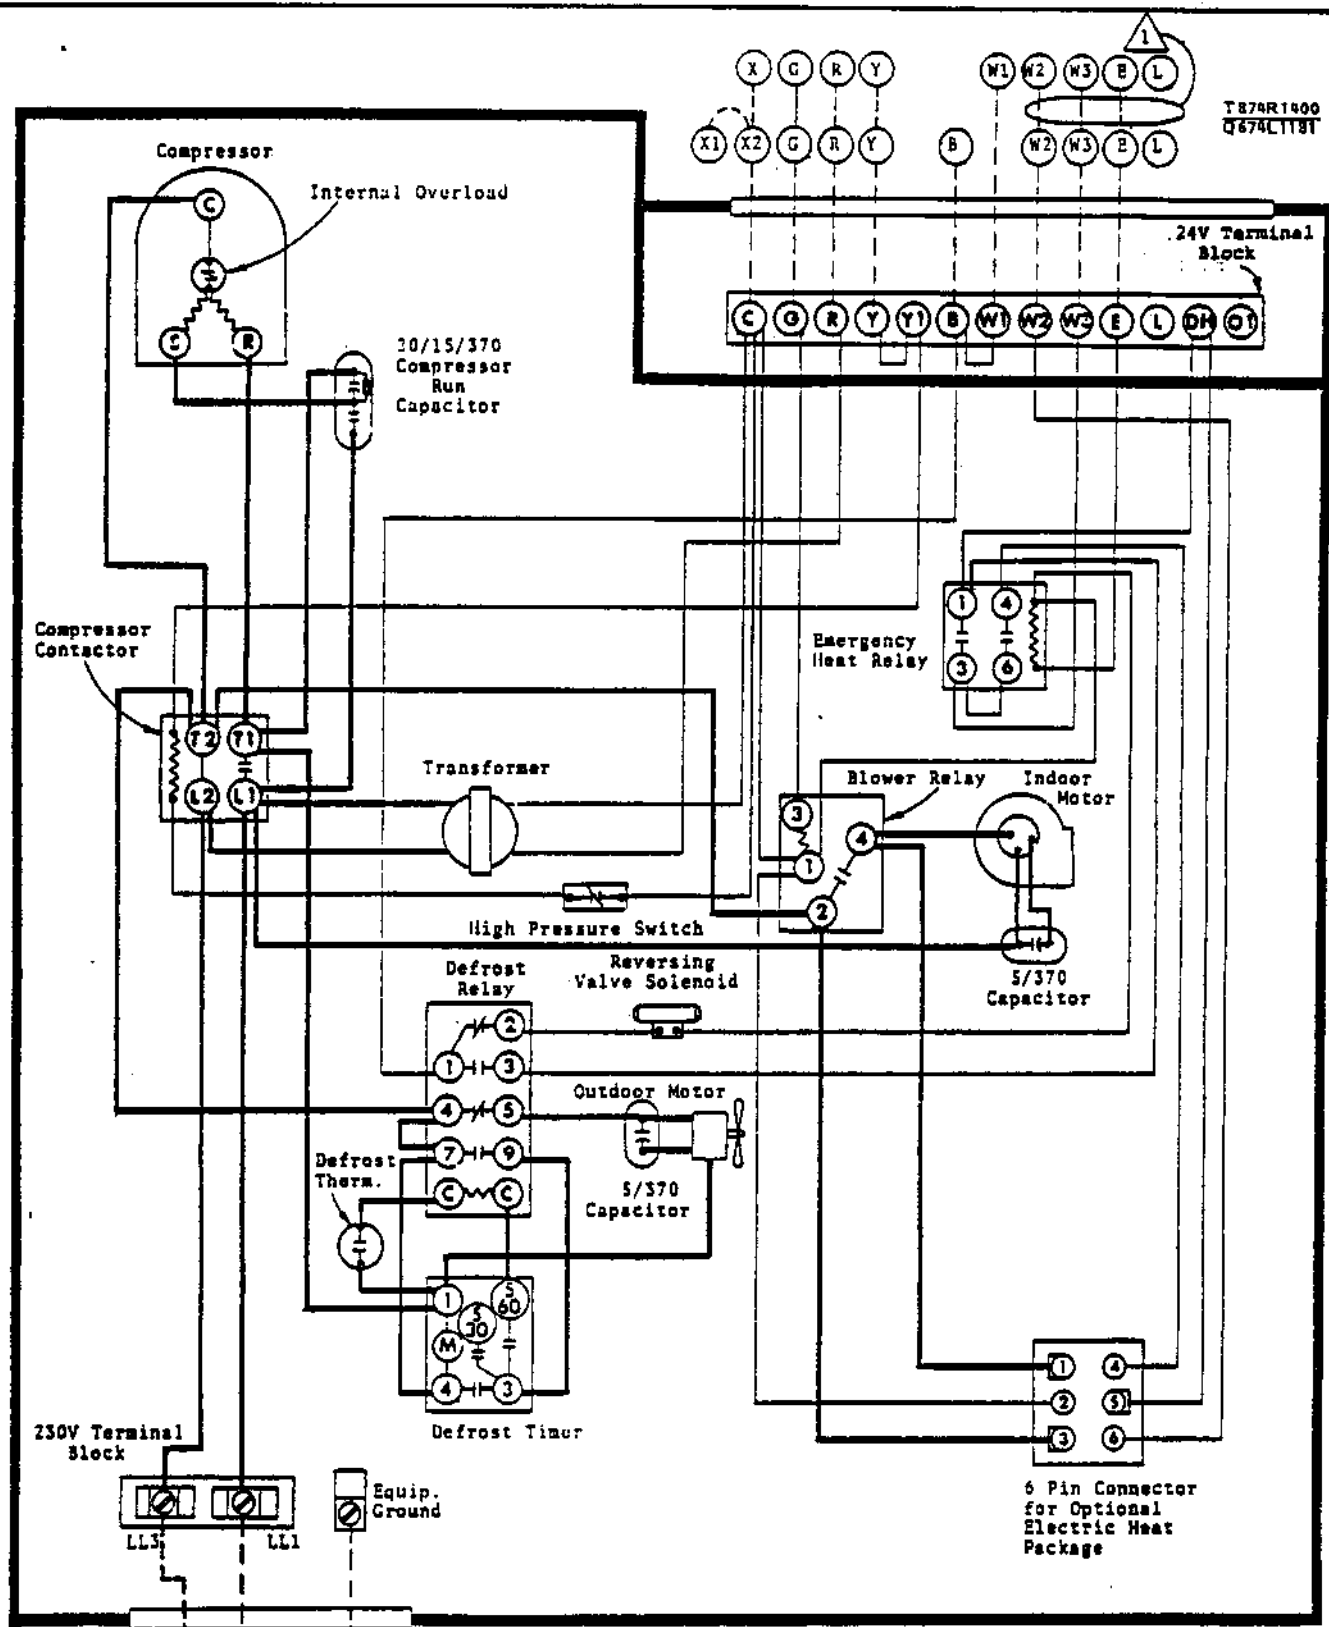 1
X G R Y W1 W2 W3 E L
T874R1400
Q674L1181
X1 X2 G R Y B W2 W3 E L
Compressor
Internal Overload
C
S R
24V Terminal
Block
C G R Y Y1 B W1 W2 W3 E L DH O1
/15/370
Compressor
Run
Capacitor
Compressor
Contactor
T2 T1
L2 L1
Emergency
Heat Relay
1 4
3 6
Transformer
Blower Relay
Indoor
Motor
3
4
1
2
High Pressure Switch
5/370
Capacitor
Defrost
Relay
Reversing
Valve Solenoid
2
1 3
4 5
7 9
C C
Outdoor Motor
5/370
Capacitor
Defrost
Therm.
1
S
30
S
60
M
4 3
Defrost Timer
230V Terminal
Block
LL3 LL1
Equip.
Ground
1 4
2 5
3 6
6 Pin Connector
for Optional
Electric Heat
Package